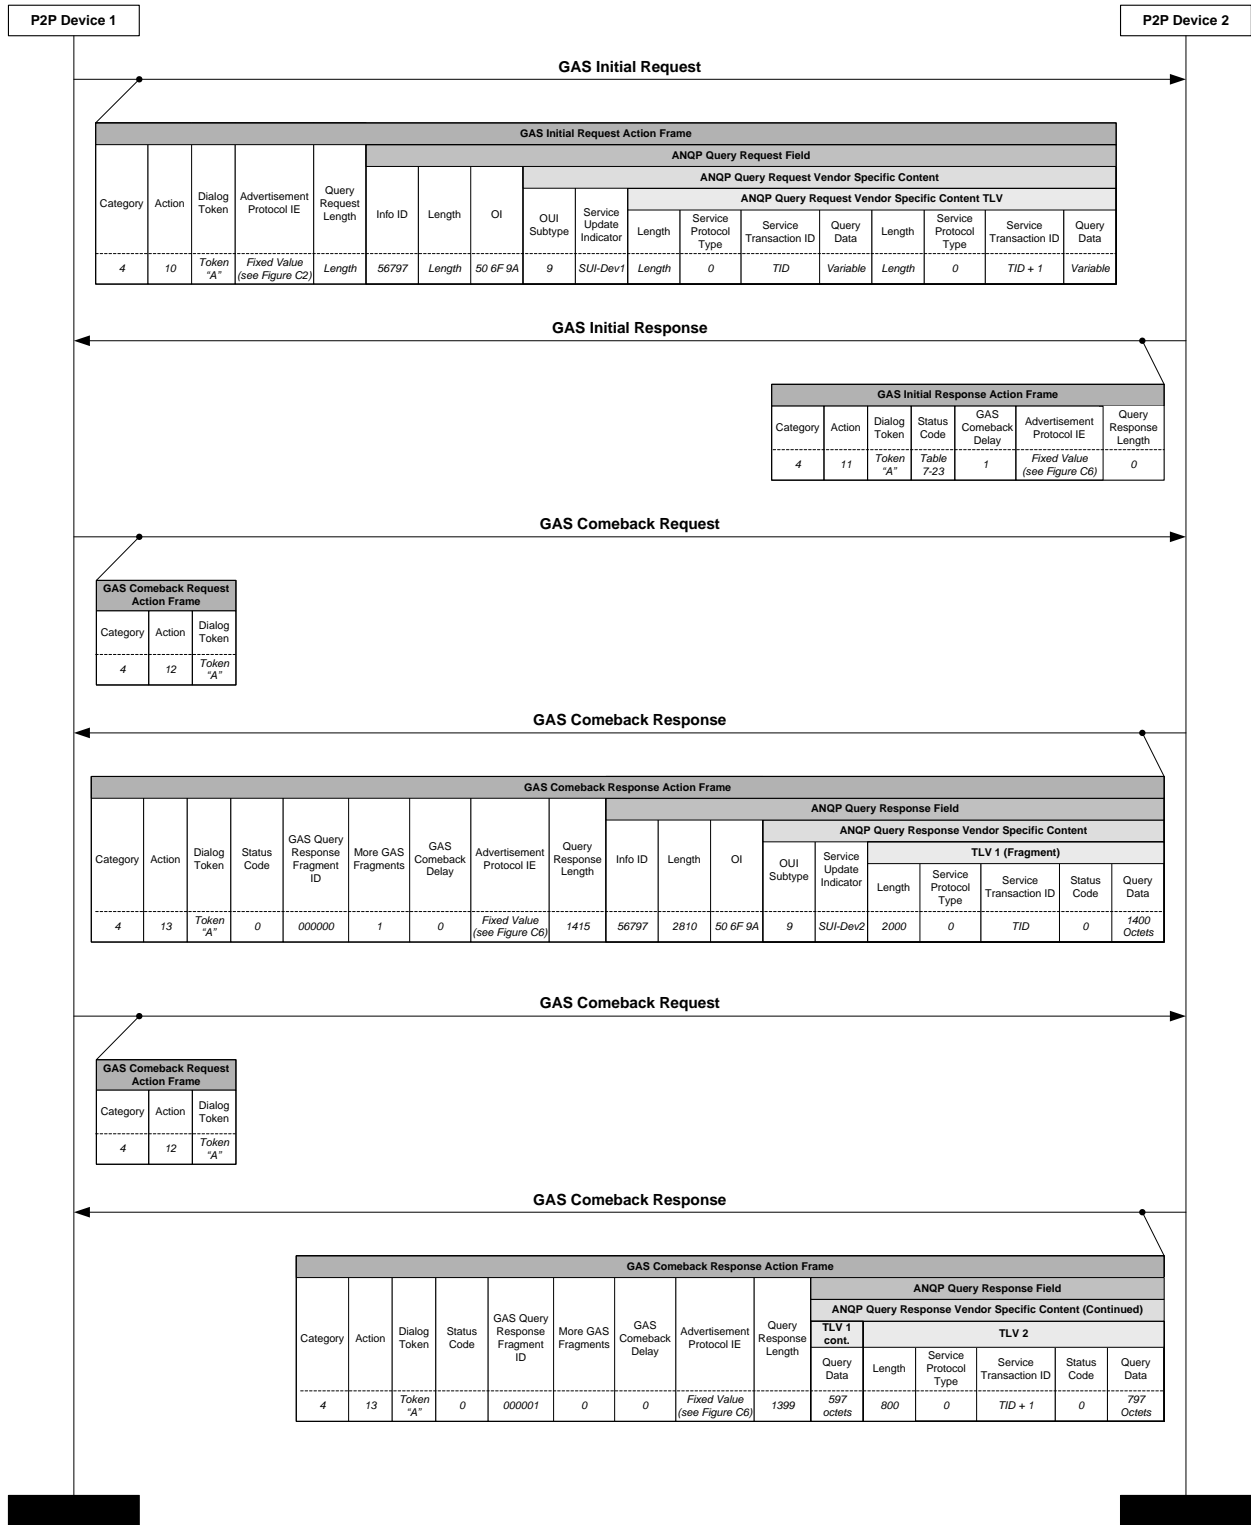 P2P Device 1
P2P Device 2
GAS Initial Request
GAS Initial Request Action Frame
ANQP Query Request Field
ANQP Query Request Vendor Specific Content
ANQP Query Request Vendor Specific Content TLV
Category Action Dialog Token Advertisement Protocol IE Query Request Length Info ID Length OI OUI Subtype Service Update Indicator Length Service Protocol Type Service Transaction ID Query Data Length Service Protocol Type Service Transaction ID Query Data
4 10 Token "A" Fixed Value (see Figure C2) Length 56797 Length 50 6F 9A 9 SUI-Dev1 Length 0 TID Variable Length 0 TID + 1 Variable
GAS Initial Response
GAS Initial Response Action Frame
Category Action Dialog Token Status Code GAS Comeback Delay Advertisement Protocol IE Query Response Length
4 11 Token "A" Table 7-23 1 Fixed Value (see Figure C6) 0
GAS Comeback Request
GAS Comeback Request Action Frame
Category Action Dialog Token
4 12 Token "A"
GAS Comeback Response
GAS Comeback Response Action Frame
ANQP Query Response Field
ANQP Query Response Vendor Specific Content
TLV 1 (Fragment)
Category Action Dialog Token Status Code GAS Query Response Fragment ID More GAS Fragments GAS Comeback Delay Advertisement Protocol IE Query Response Length Info ID Length OI OUI Subtype Service Update Indicator Length Service Protocol Type Service Transaction ID Status Code Query Data
4 13 Token "A" 0 000000 1 0 Fixed Value (see Figure C6) 1415 56797 2810 50 6F 9A 9 SUI-Dev2 2000 0 TID 0 1400 Octets
GAS Comeback Request
GAS Comeback Request Action Frame
Category Action Dialog Token
4 12 Token "A"
GAS Comeback Response
GAS Comeback Response Action Frame
ANQP Query Response Field
ANQP Query Response Vendor Specific Content (Continued)
TLV 1 cont. TLV 2
Category Action Dialog Token Status Code GAS Query Response Fragment ID More GAS Fragments GAS Comeback Delay Advertisement Protocol IE Query Response Length Query Data Length Service Protocol Type Service Transaction ID Status Code Query Data
4 13 Token "A" 0 000001 0 0 Fixed Value (see Figure C6) 1399 597 octets 800 0 TID + 1 0 797 Octets